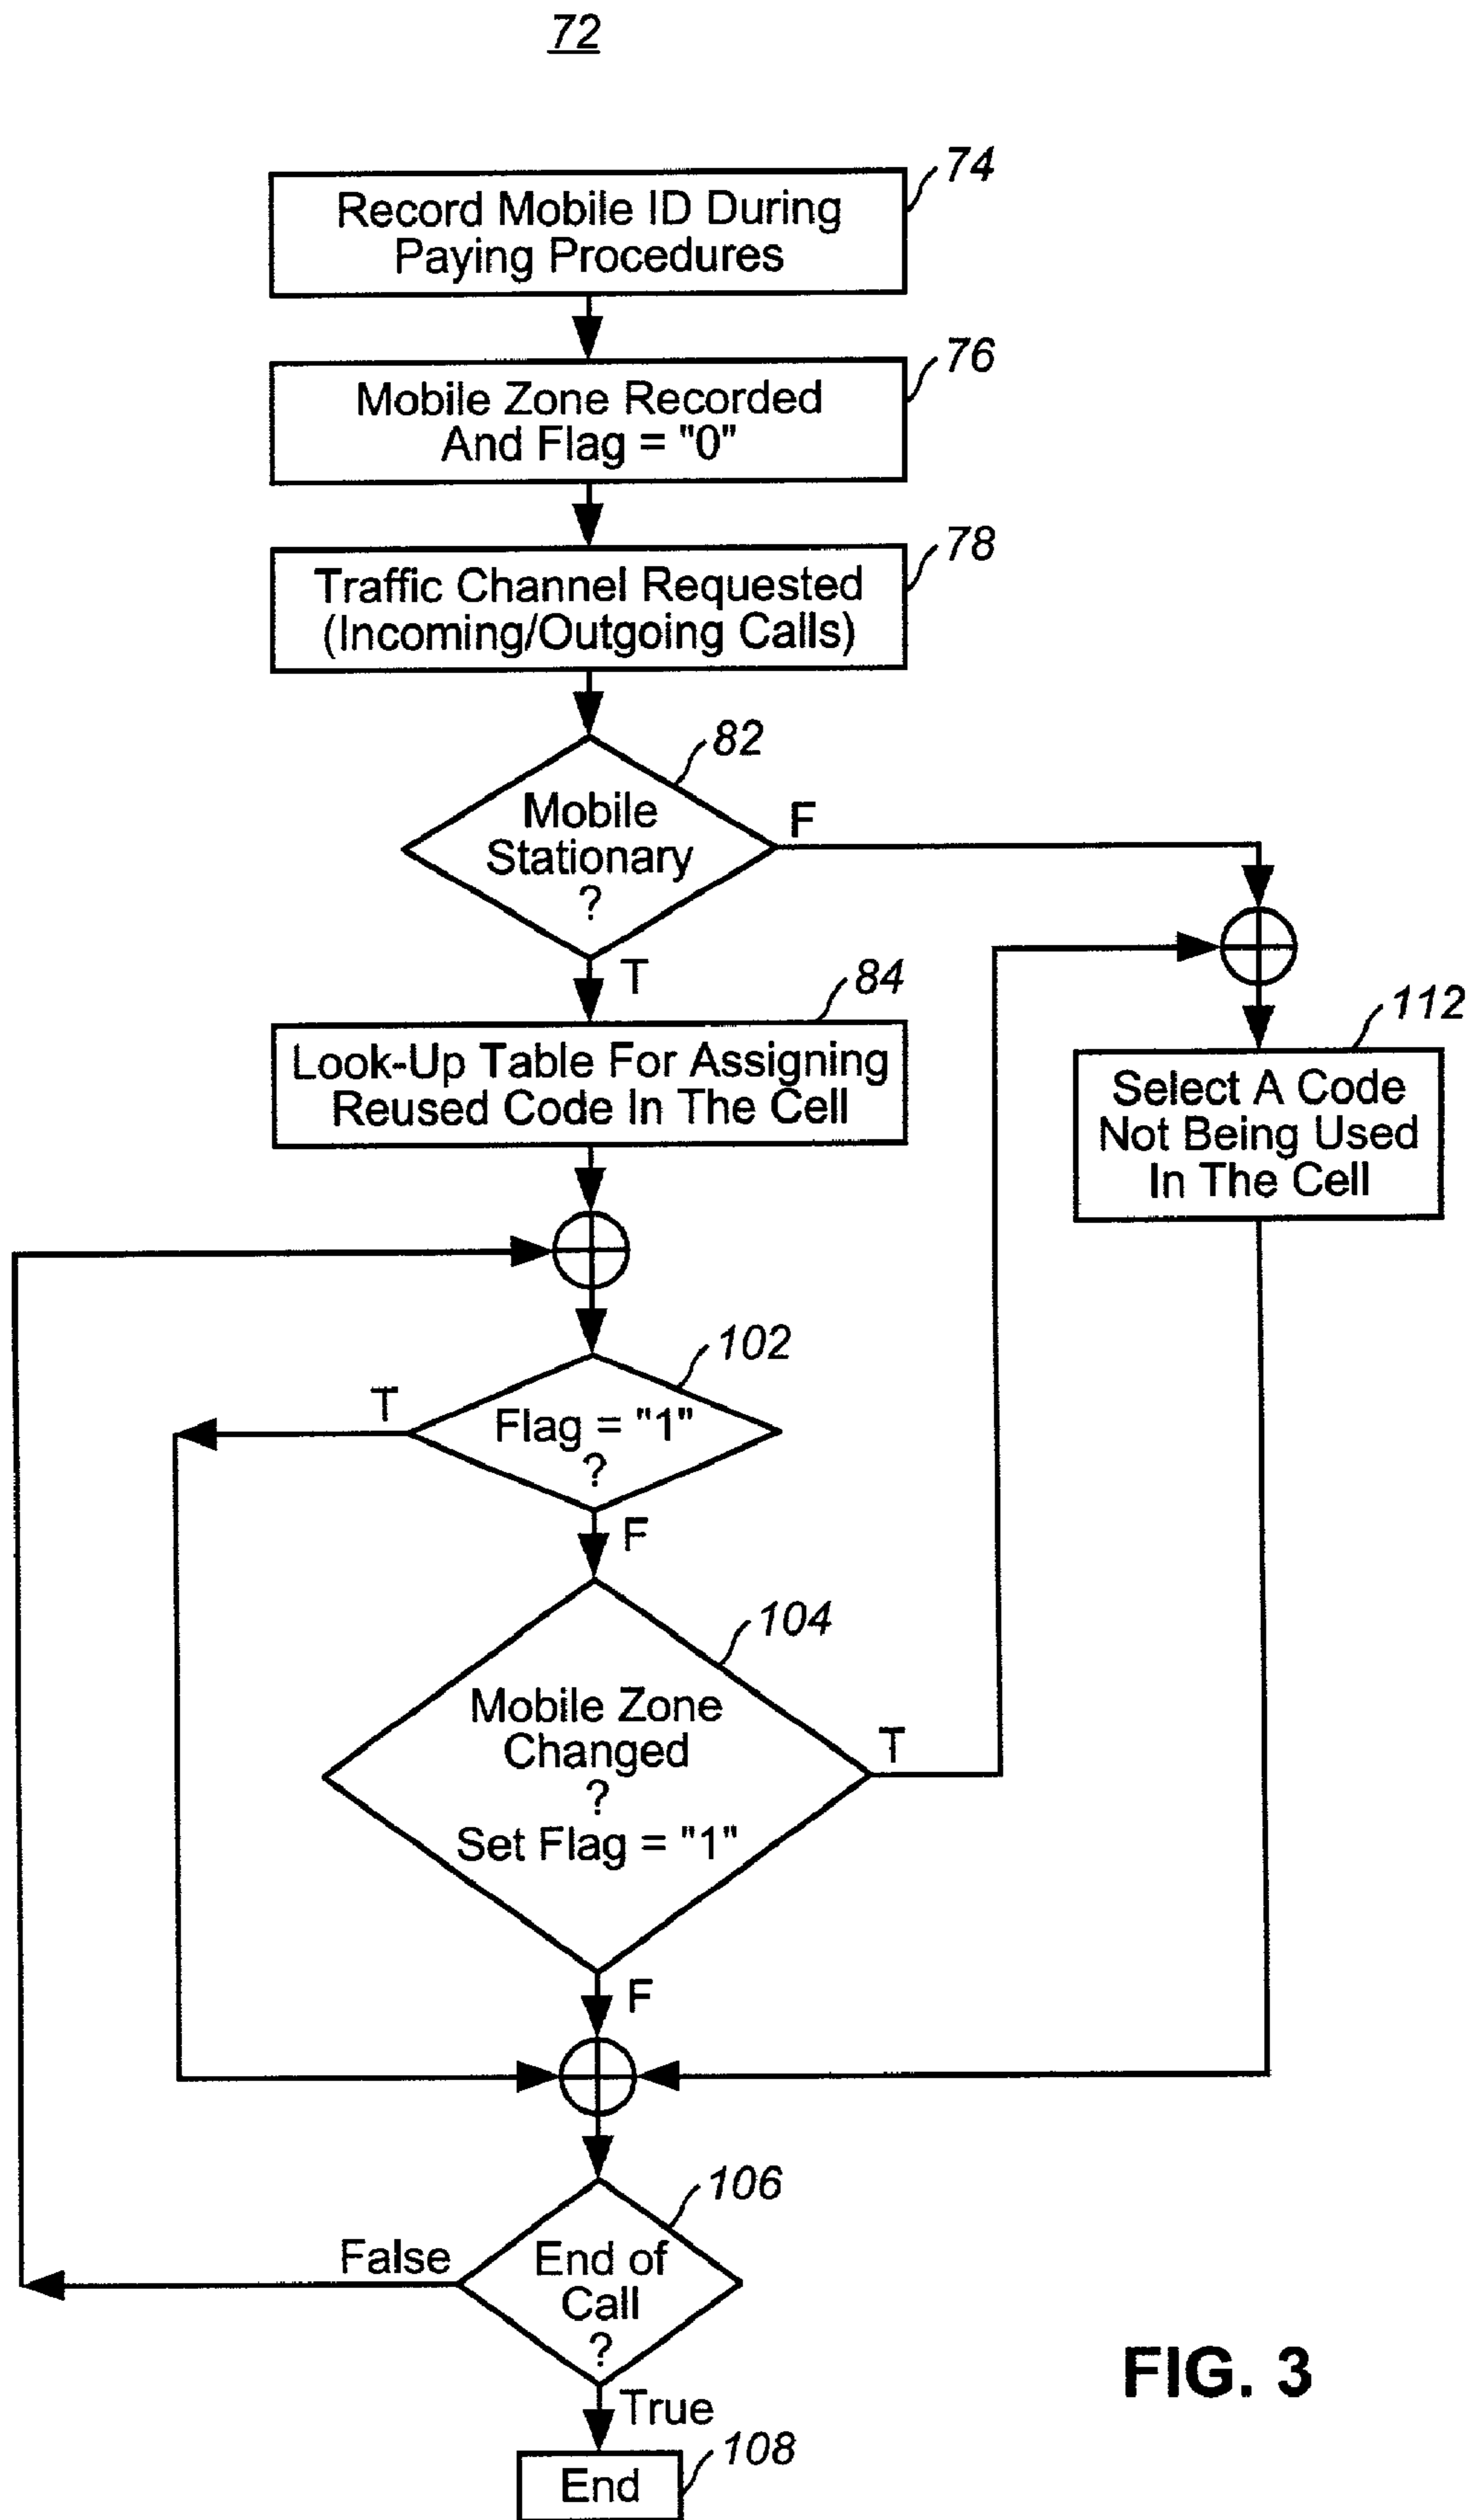 72
74
Record Mobile ID During
Paying Procedures
76
Mobile Zone Recorded
And Flag = "0"
78
Traffic Channel Requested
(Incoming/Outgoing Calls)
82
Mobile
Stationary
?
F
T
84
Look-Up Table For Assigning
Reused Code In The Cell
112
Select A Code
Not Being Used
In The Cell
102
T
Flag = "1"
?
F
104
Mobile Zone
Changed
?
Set Flag = "1"
T
F
106
False
End of
Call
?
True
108
End
FIG. 3